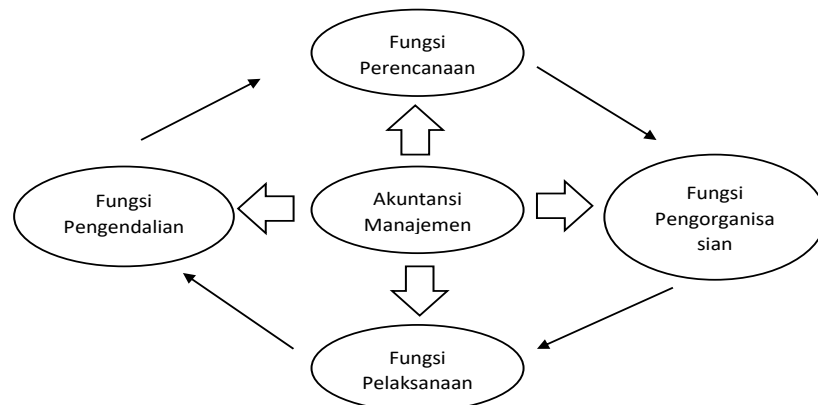 Fungsi
Perencanaan
Fungsi
Pengendalian
Akuntansi
Manajemen
Fungsi
Pengorganisa
sian
Fungsi
Pelaksanaan